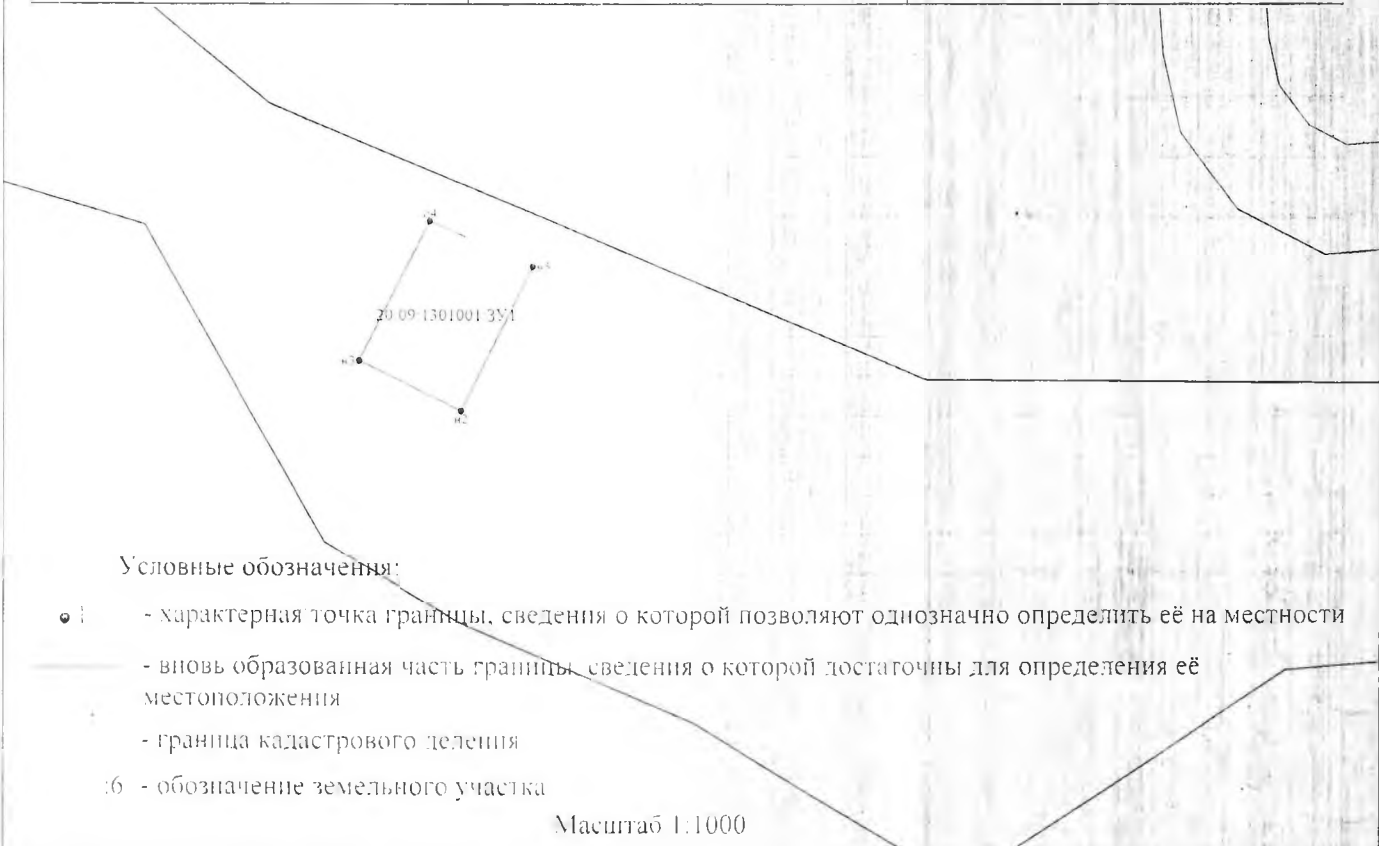 н4
н5
20 09 1301001 ЗУ1
н3
н2
Условные обозначения:
1 - характерная точка границы, сведения о которой позволяют однозначно определить её на местности
- вновь образованная часть границы, сведения о которой достаточны для определения её
местоположения
- граница кадастрового деления
:6 - обозначение земельного участка
Масштаб 1:1000